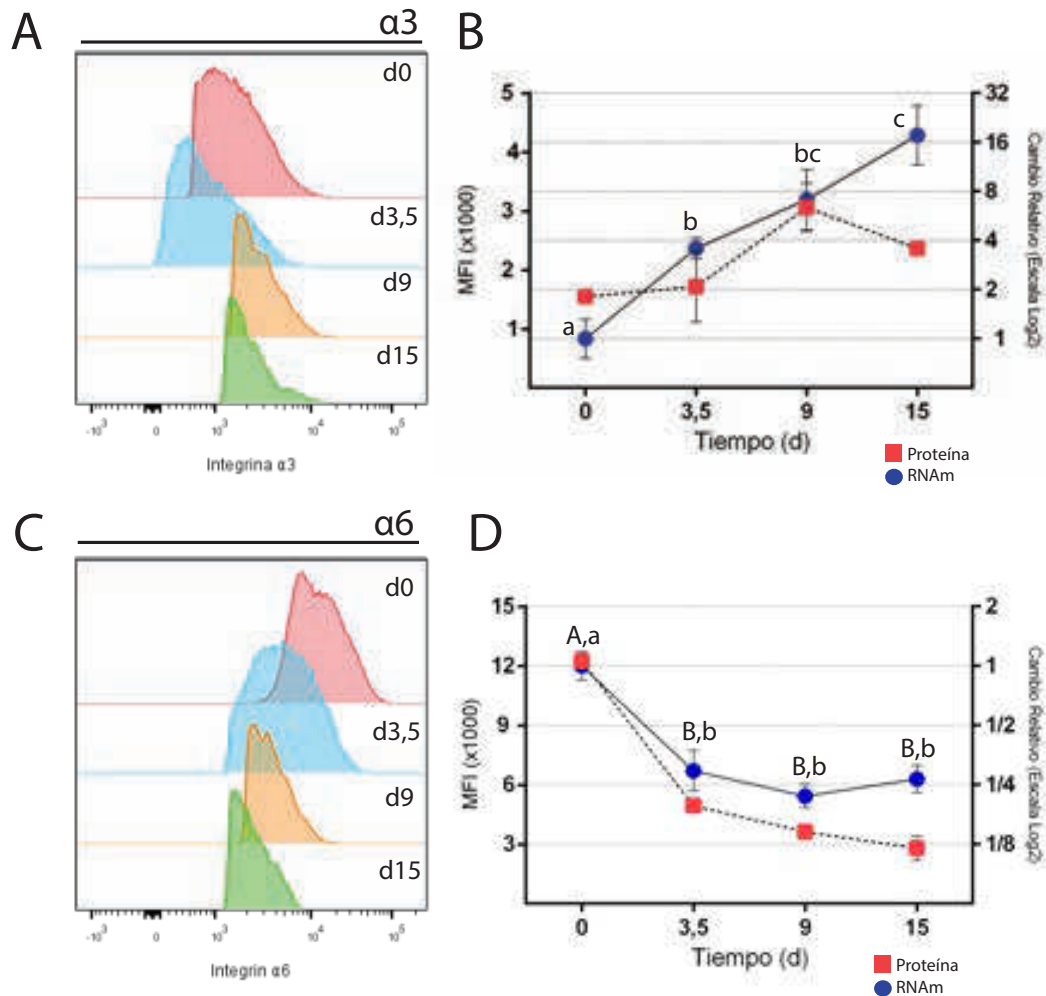 A
α3
d0
d3,5
d9
d15
-10³ 0 10³ 10⁴ 10⁵
Integrina α3
B
5
4
3
2
1
MFI (x1000)
32
16
8
4
2
1
Cambio Relativo (Escala Log2)
a
b
bc
c
0 3,5 9 15
Tiempo (d)
Proteína
RNAm
C
α6
d0
d3,5
d9
d15
-10³ 0 10³ 10⁴ 10⁵
Integrin α6
D
15
12
9
6
3
MFI (x1000)
2
1
1/2
1/4
1/8
Cambio Relativo (Escala Log2)
A,a
B,b
B,b
B,b
0 3,5 9 15
Tiempo (d)
Proteína
RNAm